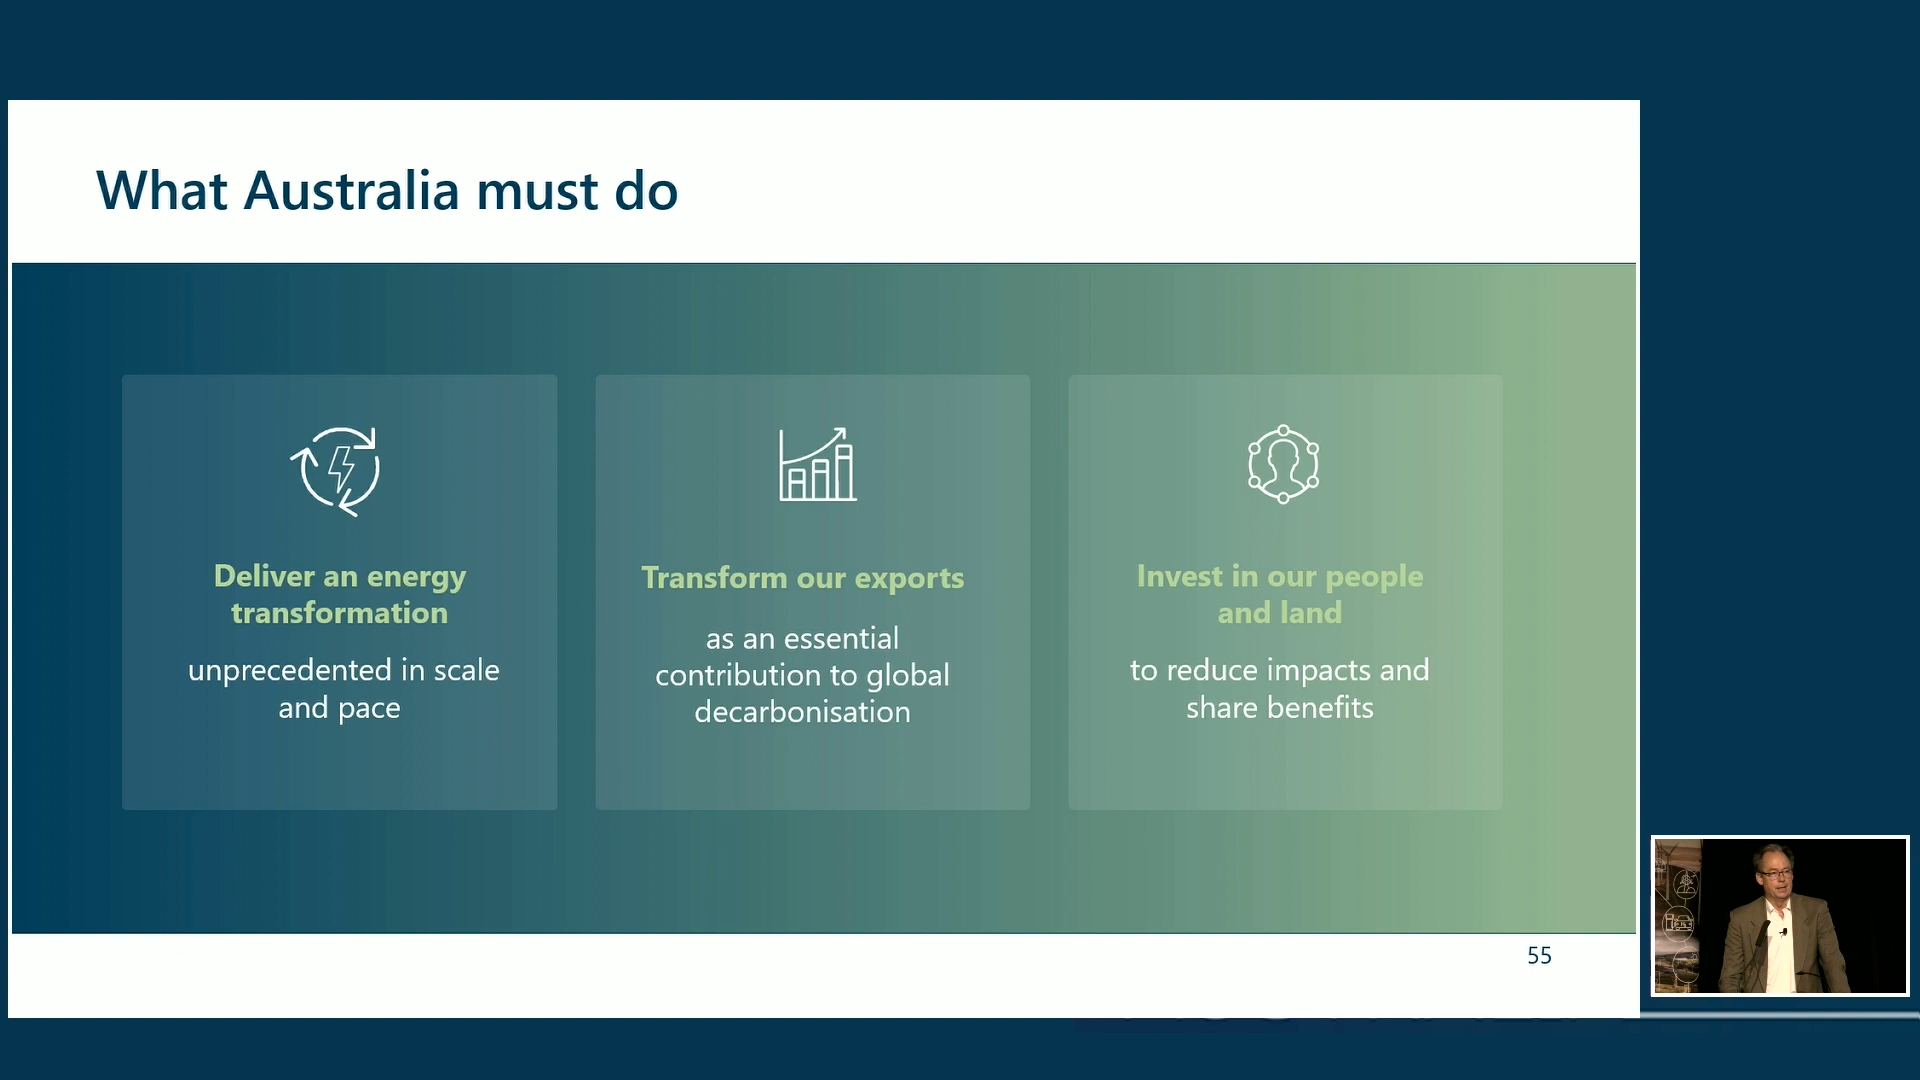 What Australia must do
Deliver an energy
transformation
unprecedented in scale
and pace
Transform our exports
as an essential
contribution to global
decarbonisation
Invest in our people
and land
to reduce impacts and
share benefits
55